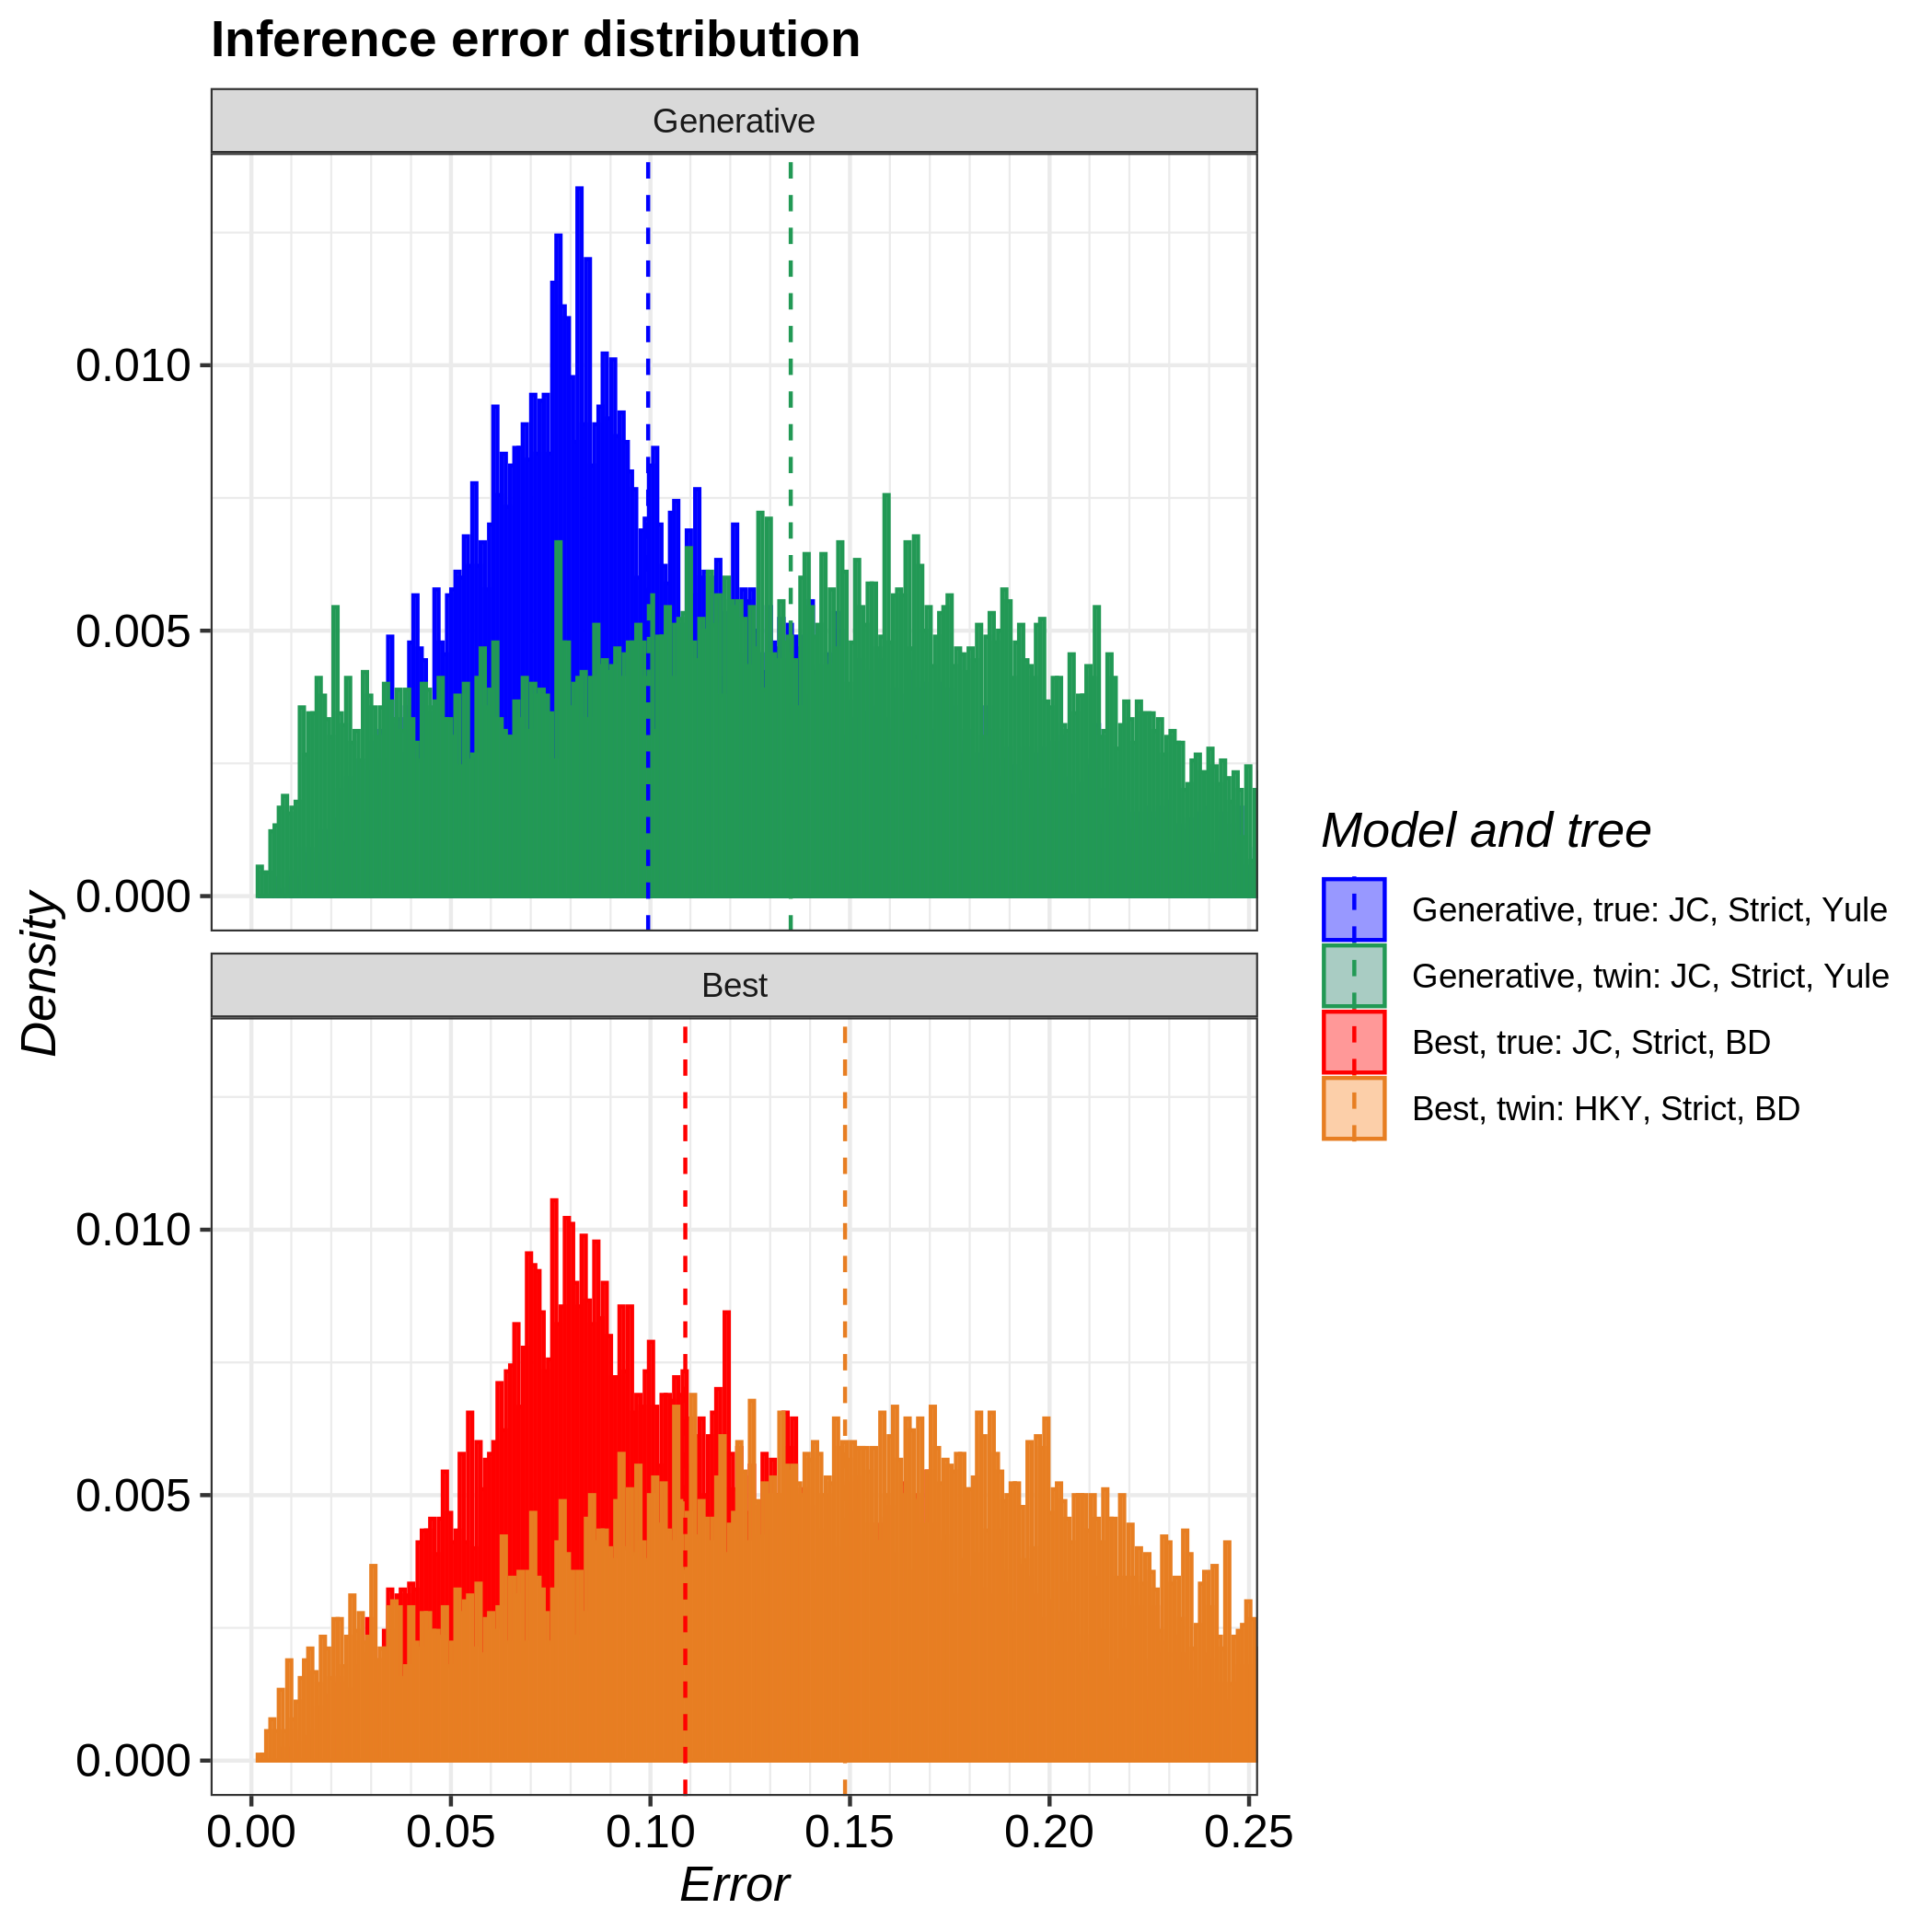 Inference error distribution
Generative
0.010
0.005
0.000
Best
0.010
0.005
0.000
Density
0.00 0.05 0.10 0.15 0.20 0.25
Error
Model and tree
Generative, true: JC, Strict, Yule
Generative, twin: JC, Strict, Yule
Best, true: JC, Strict, BD
Best, twin: HKY, Strict, BD